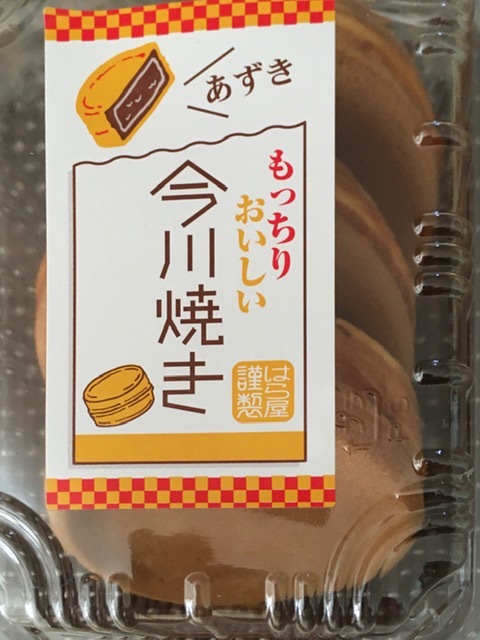 あずき
もっちり
おいしい
今川焼き
はら屋
謹製